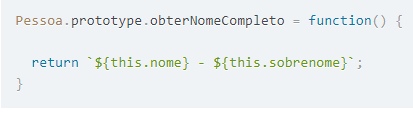 Pessoa.prototype.obterNomeCompleto = function() {
return `${this.nome} - ${this.sobrenome}`;
}